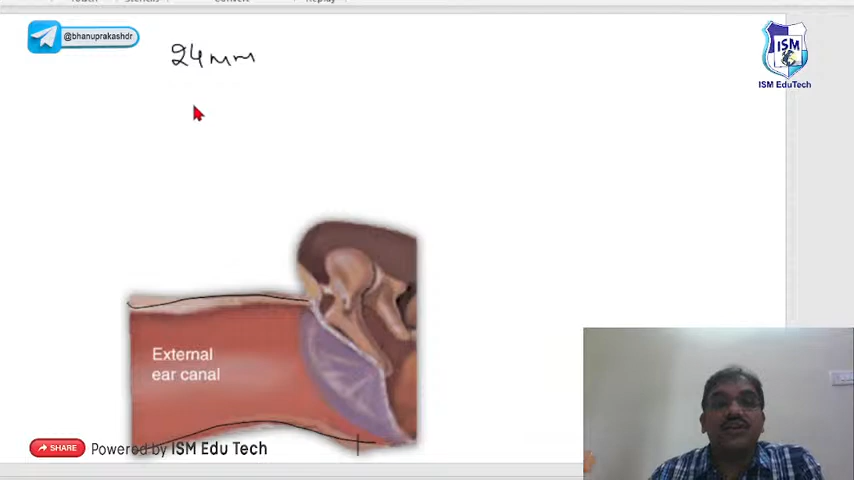 @bhanuprakashdr
24mm
ISM
ISM EduTech
External
ear canal
SHARE
Powered by ISM Edu Tech